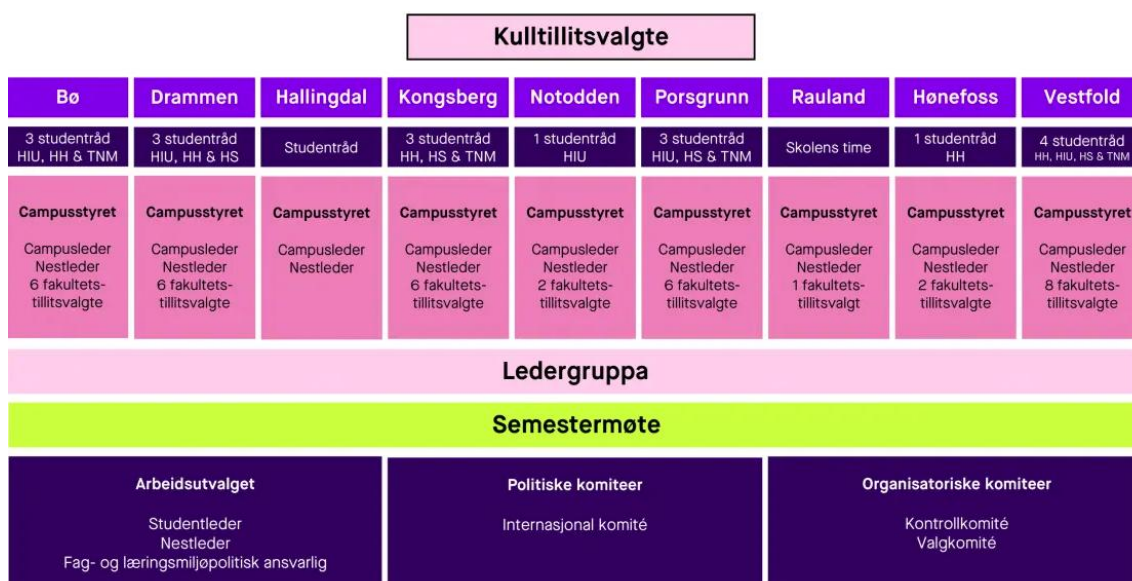 Kulltillitsvalgte
Bø
Drammen
Hallingdal
Kongsberg
Notodden
Porsgrunn
Rauland
Hønefoss
Vestfold
3 studentråd
HIU, HH & TNM
3 studentråd
HIU, HH & HS
Studentråd
3 studentråd
HH, HS & TNM
1 studentråd
HIU
3 studentråd
HIU, HS & TNM
Skolens time
1 studentråd
HH
4 studentråd
HH, HIU, HS & TNM
Campusstyret
Campusleder
Nestleder
6 fakultets-
tillitsvalgte
Campusstyret
Campusleder
Nestleder
6 fakultets-
tillitsvalgte
Campusstyret
Campusleder
Nestleder
Campusstyret
Campusleder
Nestleder
6 fakultets-
tillitsvalgte
Campusstyret
Campusleder
Nestleder
2 fakultets-
tillitsvalgte
Campusstyret
Campusleder
Nestleder
6 fakultets-
tillitsvalgte
Campusstyret
Campusleder
Nestleder
1 fakultets-
tillitsvalgt
Campusstyret
Campusleder
Nestleder
2 fakultets-
tillitsvalgte
Campusstyret
Campusleder
Nestleder
8 fakultets-
tillitsvalgte
Ledergruppa
Semestermøte
Arbeidsutvalget
Studentleder
Nestleder
Fag- og læringsmiljøpolitisk ansvarlig
Politiske komiteer
Internasjonal komité
Organisatoriske komiteer
Kontrollkomité
Valgkomité